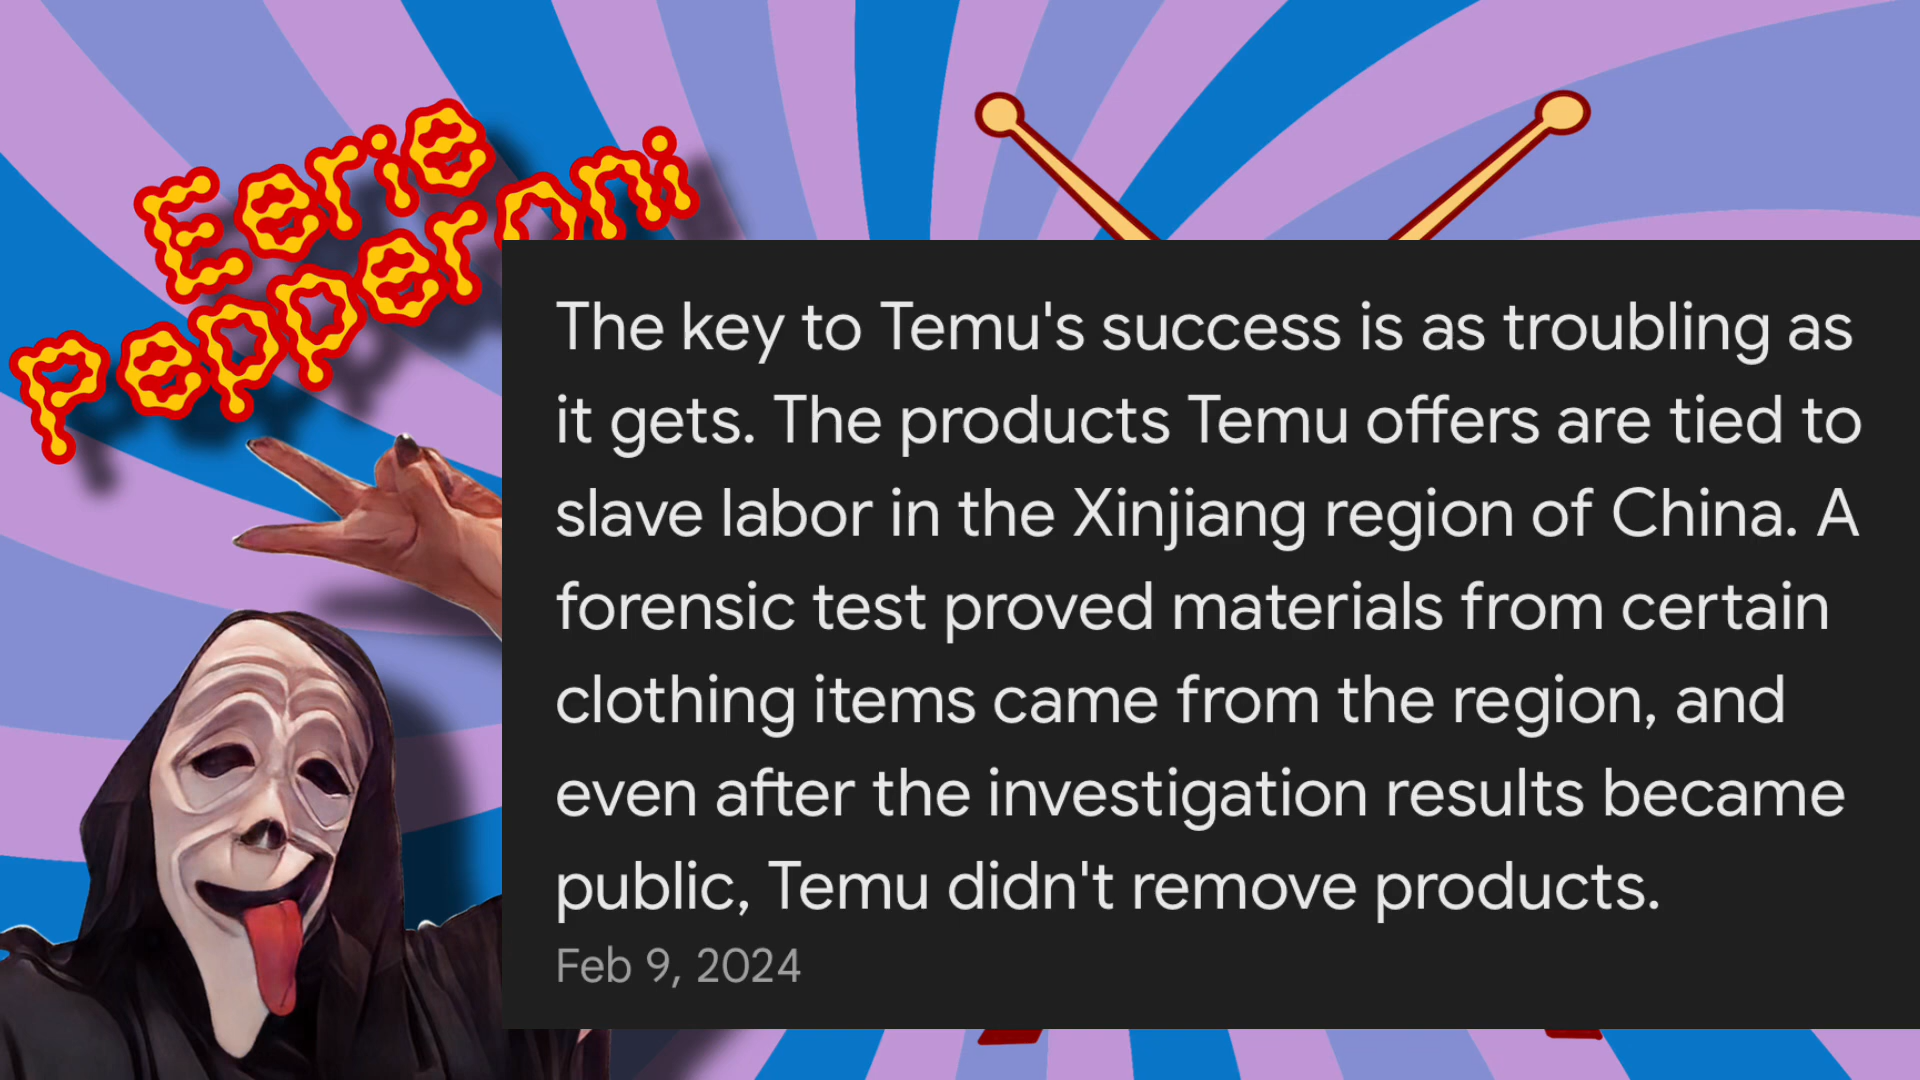 Eerie
Pepperoni
The key to Temu's success is as troubling as
it gets. The products Temu offers are tied to
slave labor in the Xinjiang region of China. A
forensic test proved materials from certain
clothing items came from the region, and
even after the investigation results became
public, Temu didn't remove products.
Feb 9, 2024